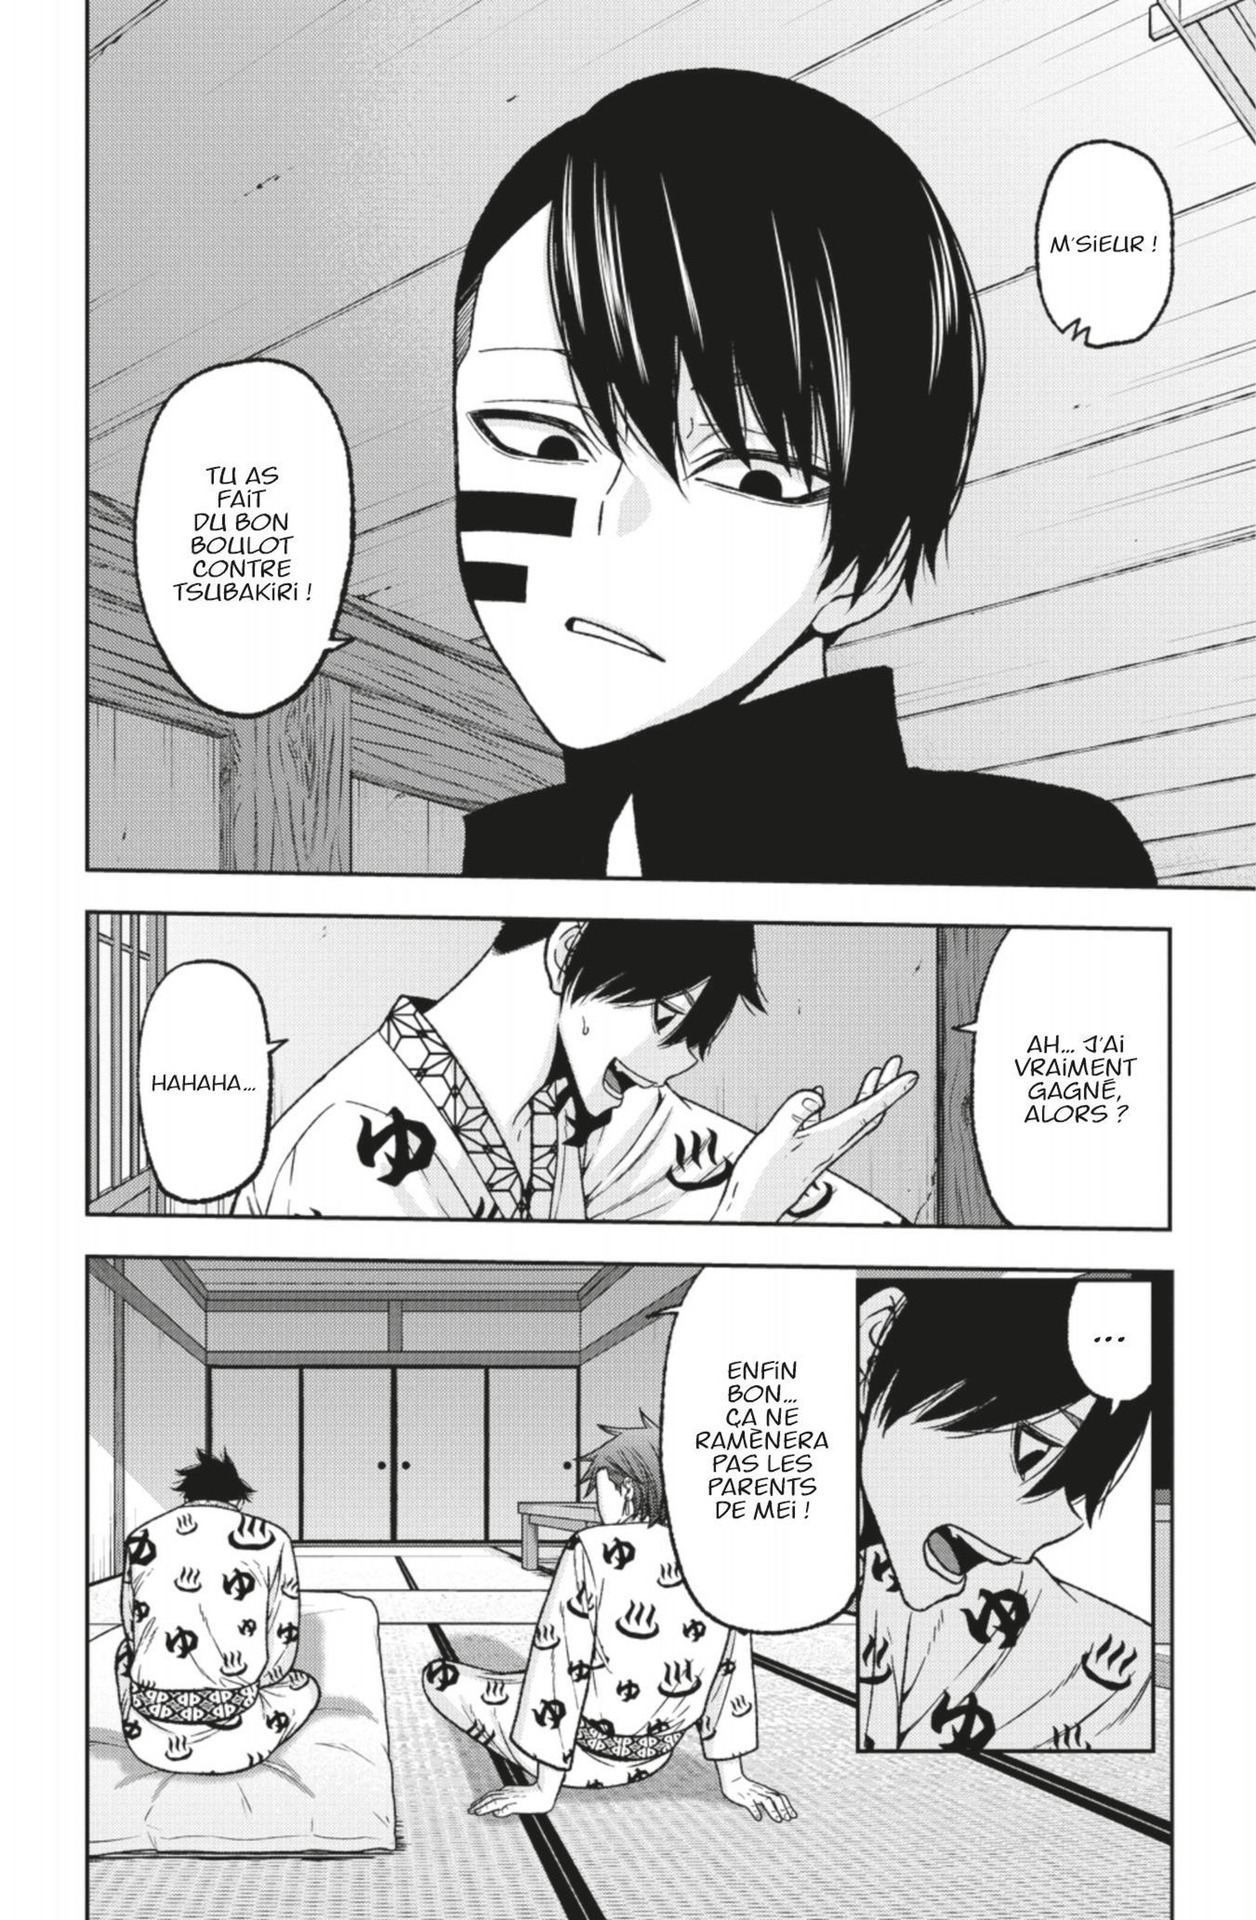 M'SIEUR !
TU AS
FAIT
DU BON
BOULOT
CONTRE
TSUBAKIRI !
AH... J'AI
VRAIMENT
GAGNÉ,
ALORS ?
HAHAHA...
...
ENFIN
BON...
ÇA NE
RAMÈNERA
PAS LES
PARENTS
DE MEI !